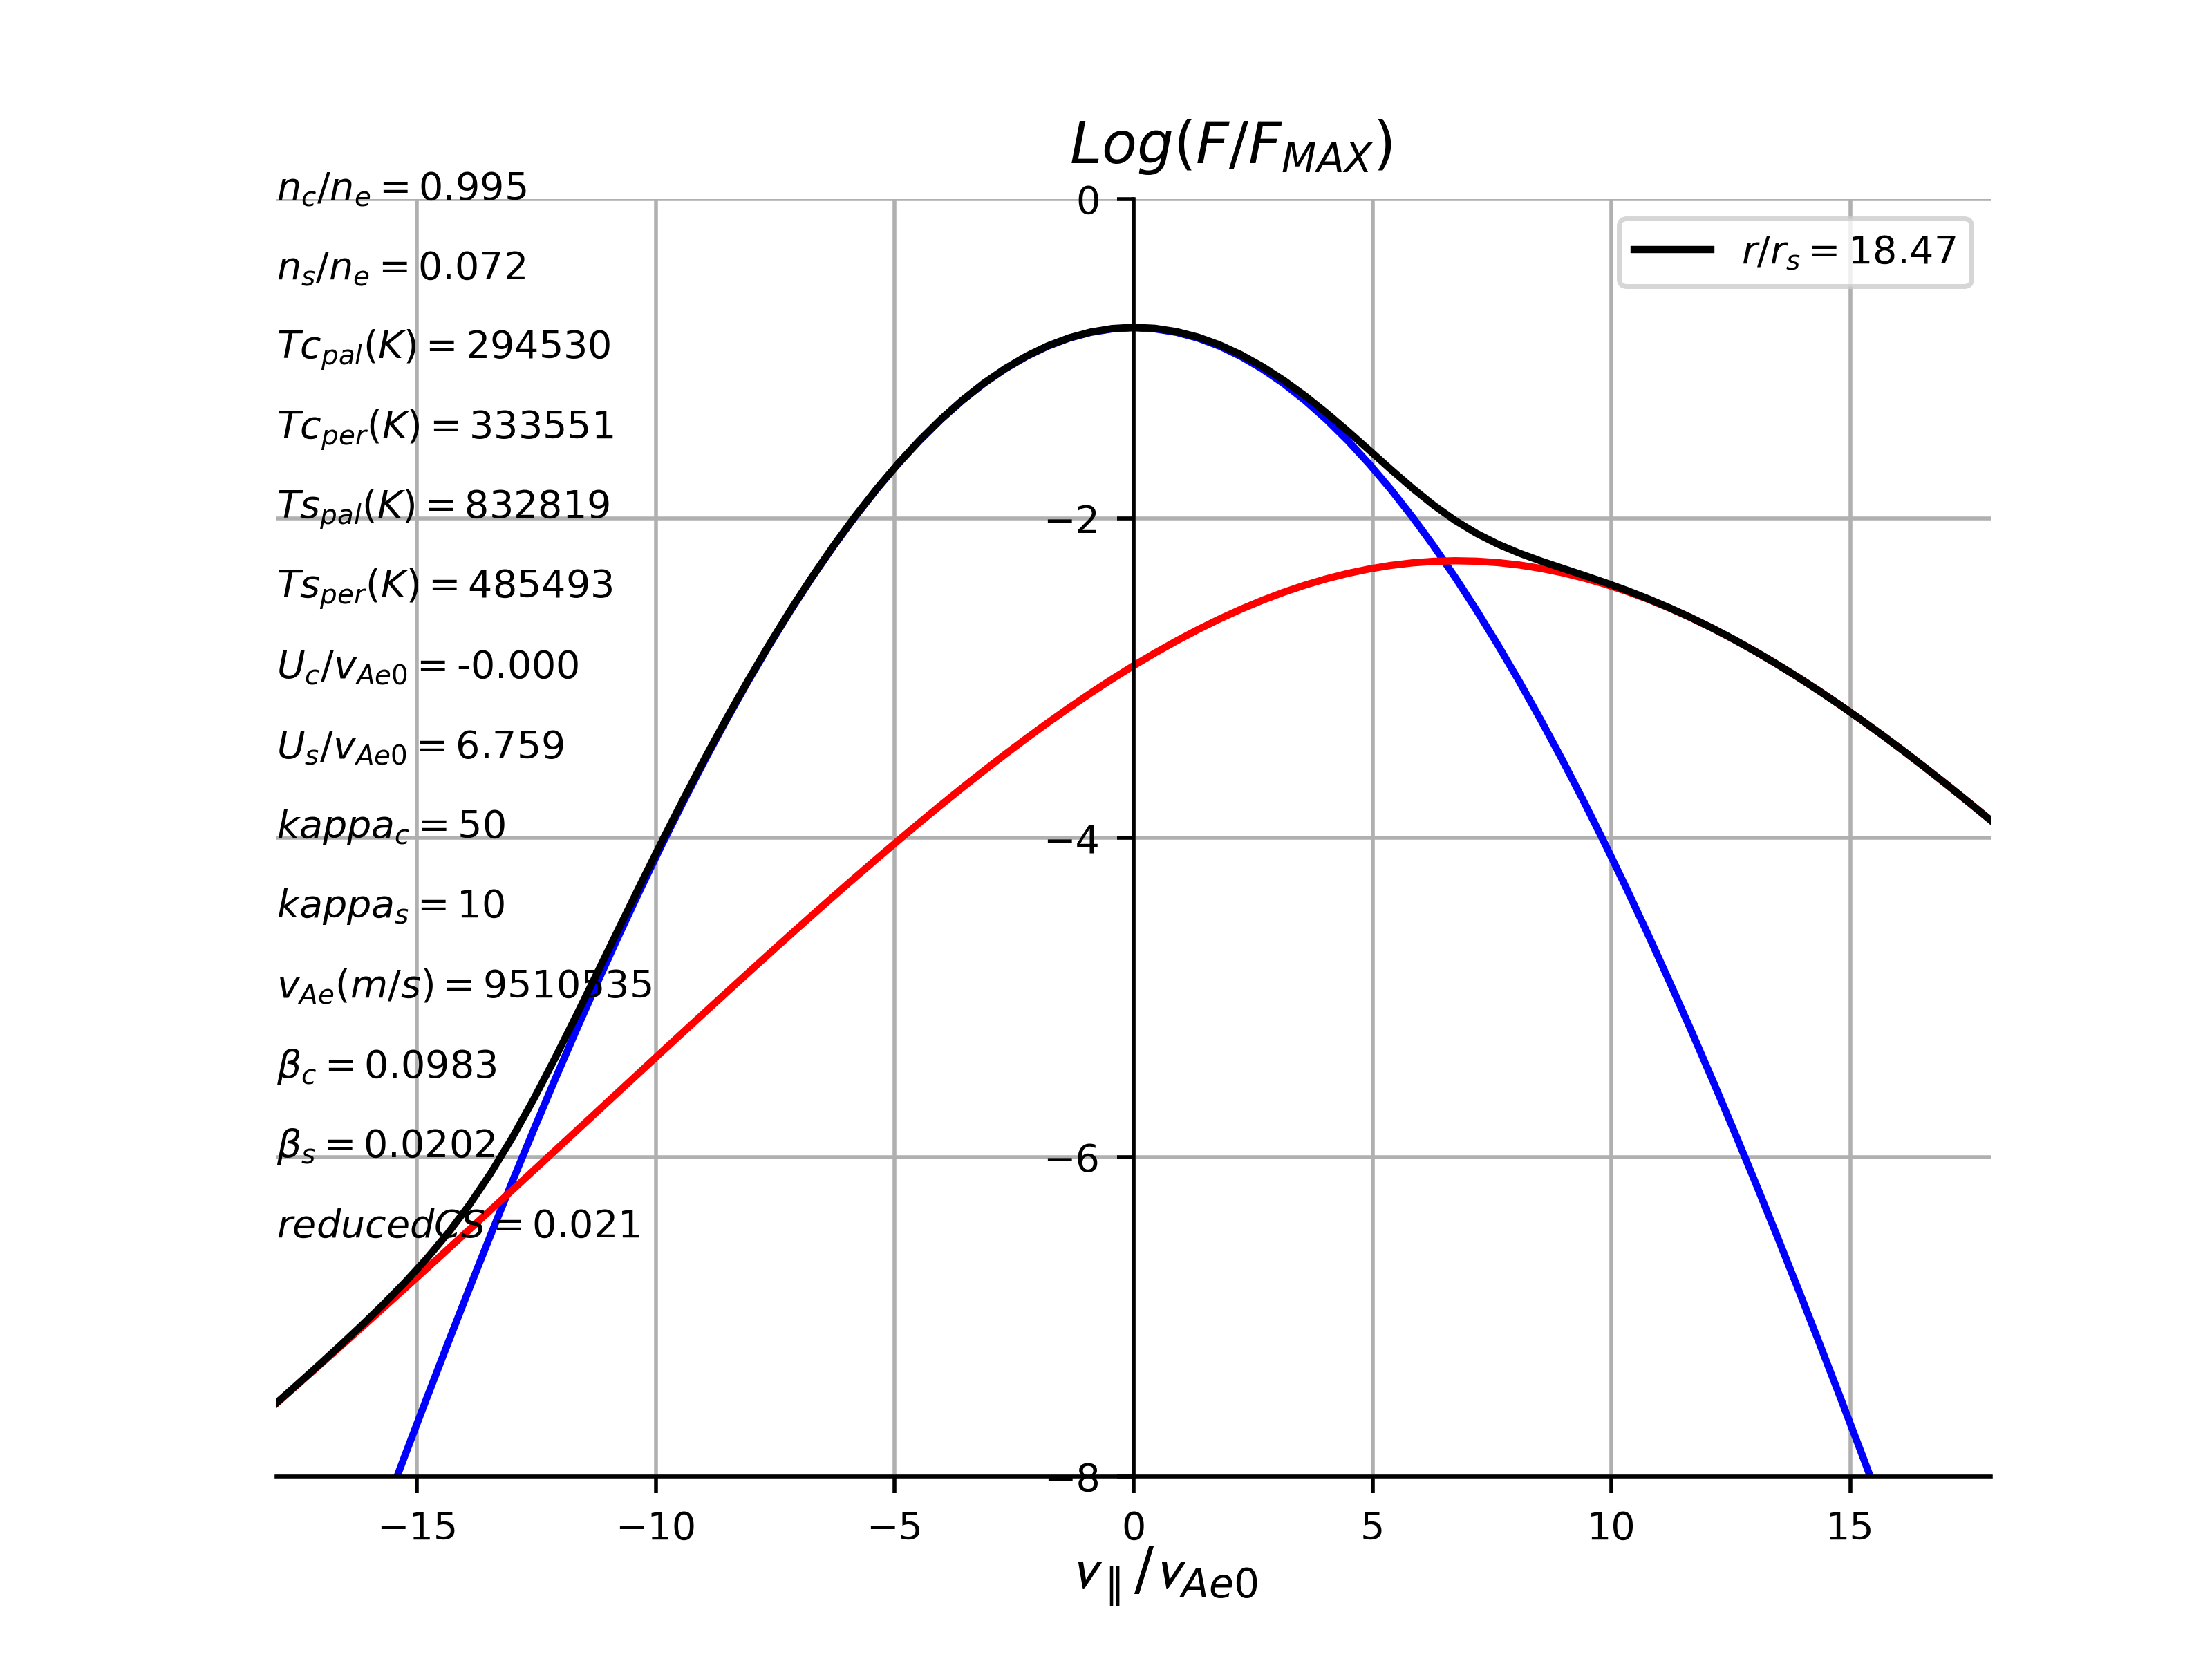 Log(F/F_MAX)
n_c/n_e = 0.995
n_s/n_e = 0.072
Tc_pal(K) = 294530
Tc_per(K) = 333551
Ts_pal(K) = 832819
Ts_per(K) = 485493
U_c/v_Ae0 = -0.000
U_s/v_Ae0 = 6.759
kappa_c = 50
kappa_s = 10
v_Ae(m/s) = 9510535
β_c = 0.0983
β_s = 0.0202
reducedCS = 0.021
r/r_s = 18.47
0
−2
−4
−6
−8
−15 −10 −5 0 5 10 15
v_∥/v_Ae0